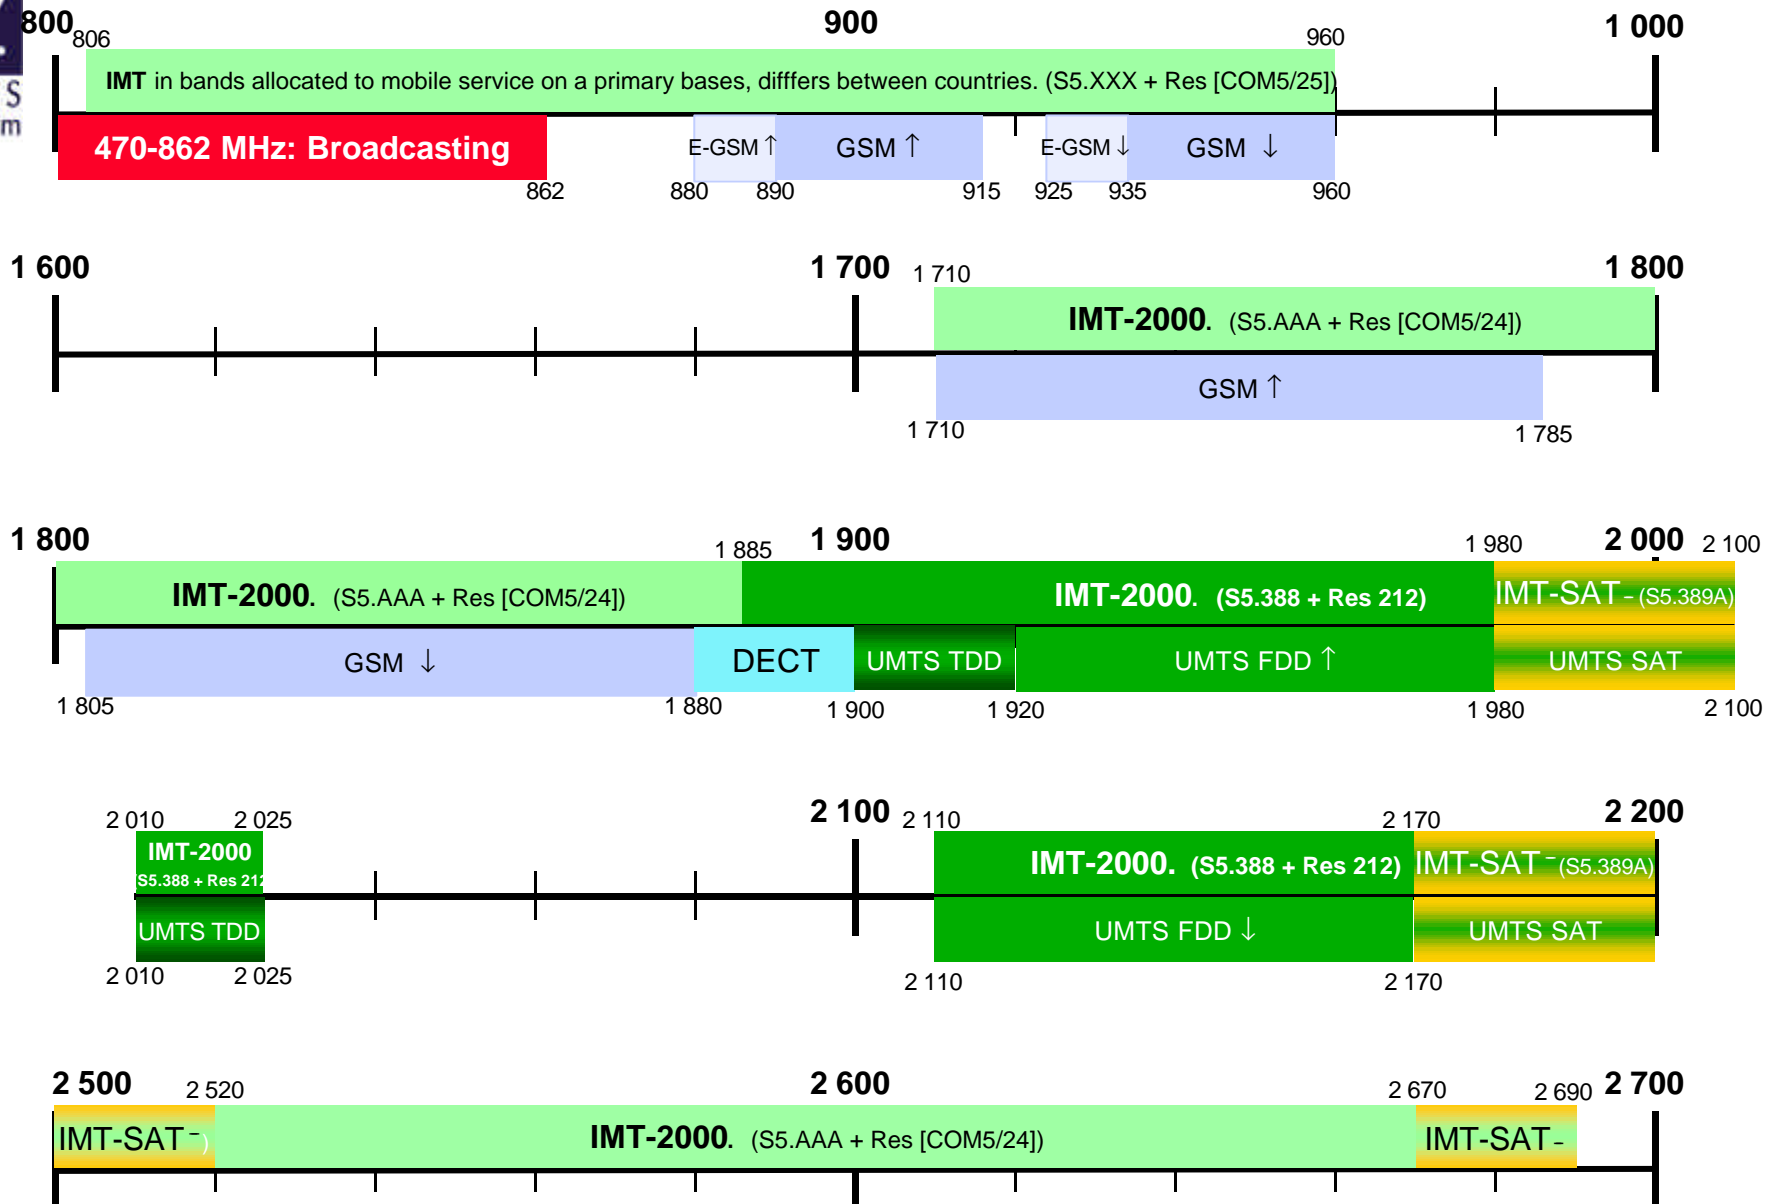 800 900 1 000
806 960
IMT in bands allocated to mobile service on a primary bases, difffers between countries. (S5.XXX + Res [COM5/25])
S
m
470-862 MHz: Broadcasting E-GSM ↑ GSM ↑ E-GSM ↓ GSM ↓
862 880 890 915 925 935 960
1 600 1 700 1 710 1 800
IMT-2000. (S5.AAA + Res [COM5/24])
GSM ↑
1 710 1 785
1 800 1 885 1 900 1 980 2 000 2 100
IMT-2000. (S5.AAA + Res [COM5/24]) IMT-2000. (S5.388 + Res 212) IMT-SAT - (S5.389A)
GSM ↓ DECT UMTS TDD UMTS FDD ↑ UMTS SAT
1 805 1 880 1 900 1 920 1 980 2 100
2 010 2 025 2 100 2 110 2 170 2 200
IMT-2000 IMT-2000. (S5.388 + Res 212) IMT-SAT - (S5.389A)
(S5.388 + Res 212
UMTS TDD UMTS FDD ↓ UMTS SAT
2 010 2 025 2 110 2 170
2 500 2 520 2 600 2 670 2 690 2 700
IMT-SAT - ) IMT-2000. (S5.AAA + Res [COM5/24]) IMT-SAT -